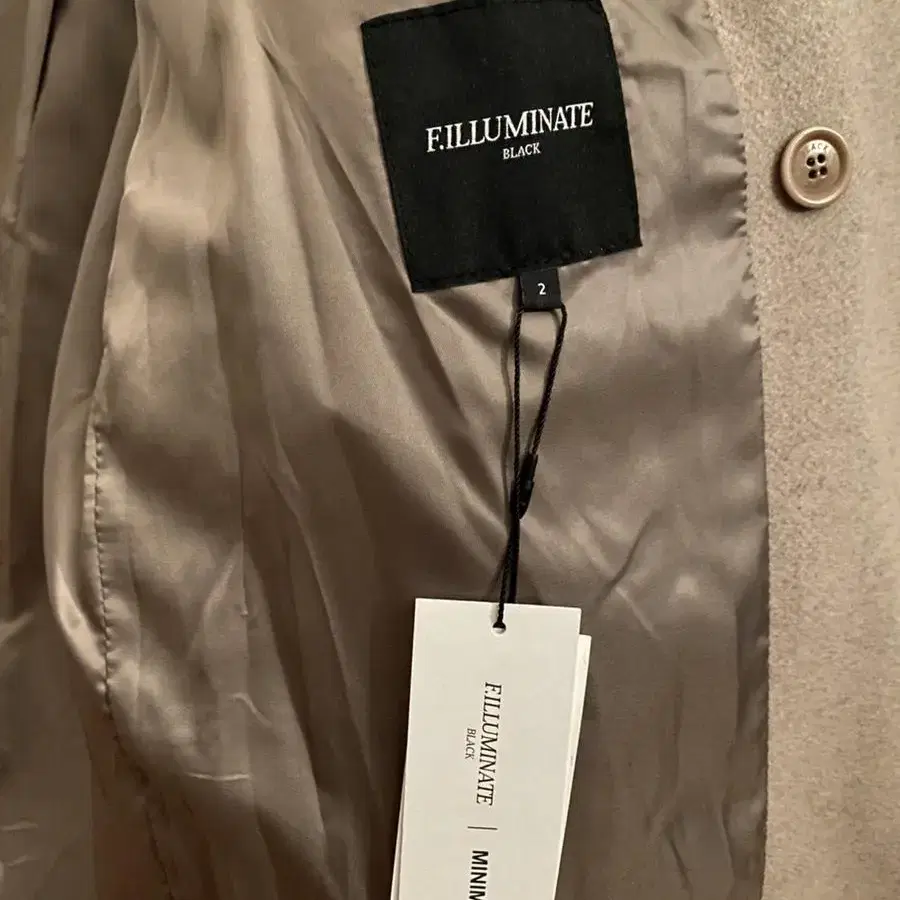 F.ILLUMINATE
BLACK
2
F.ILLUMINATE
BLACK
| MINIM